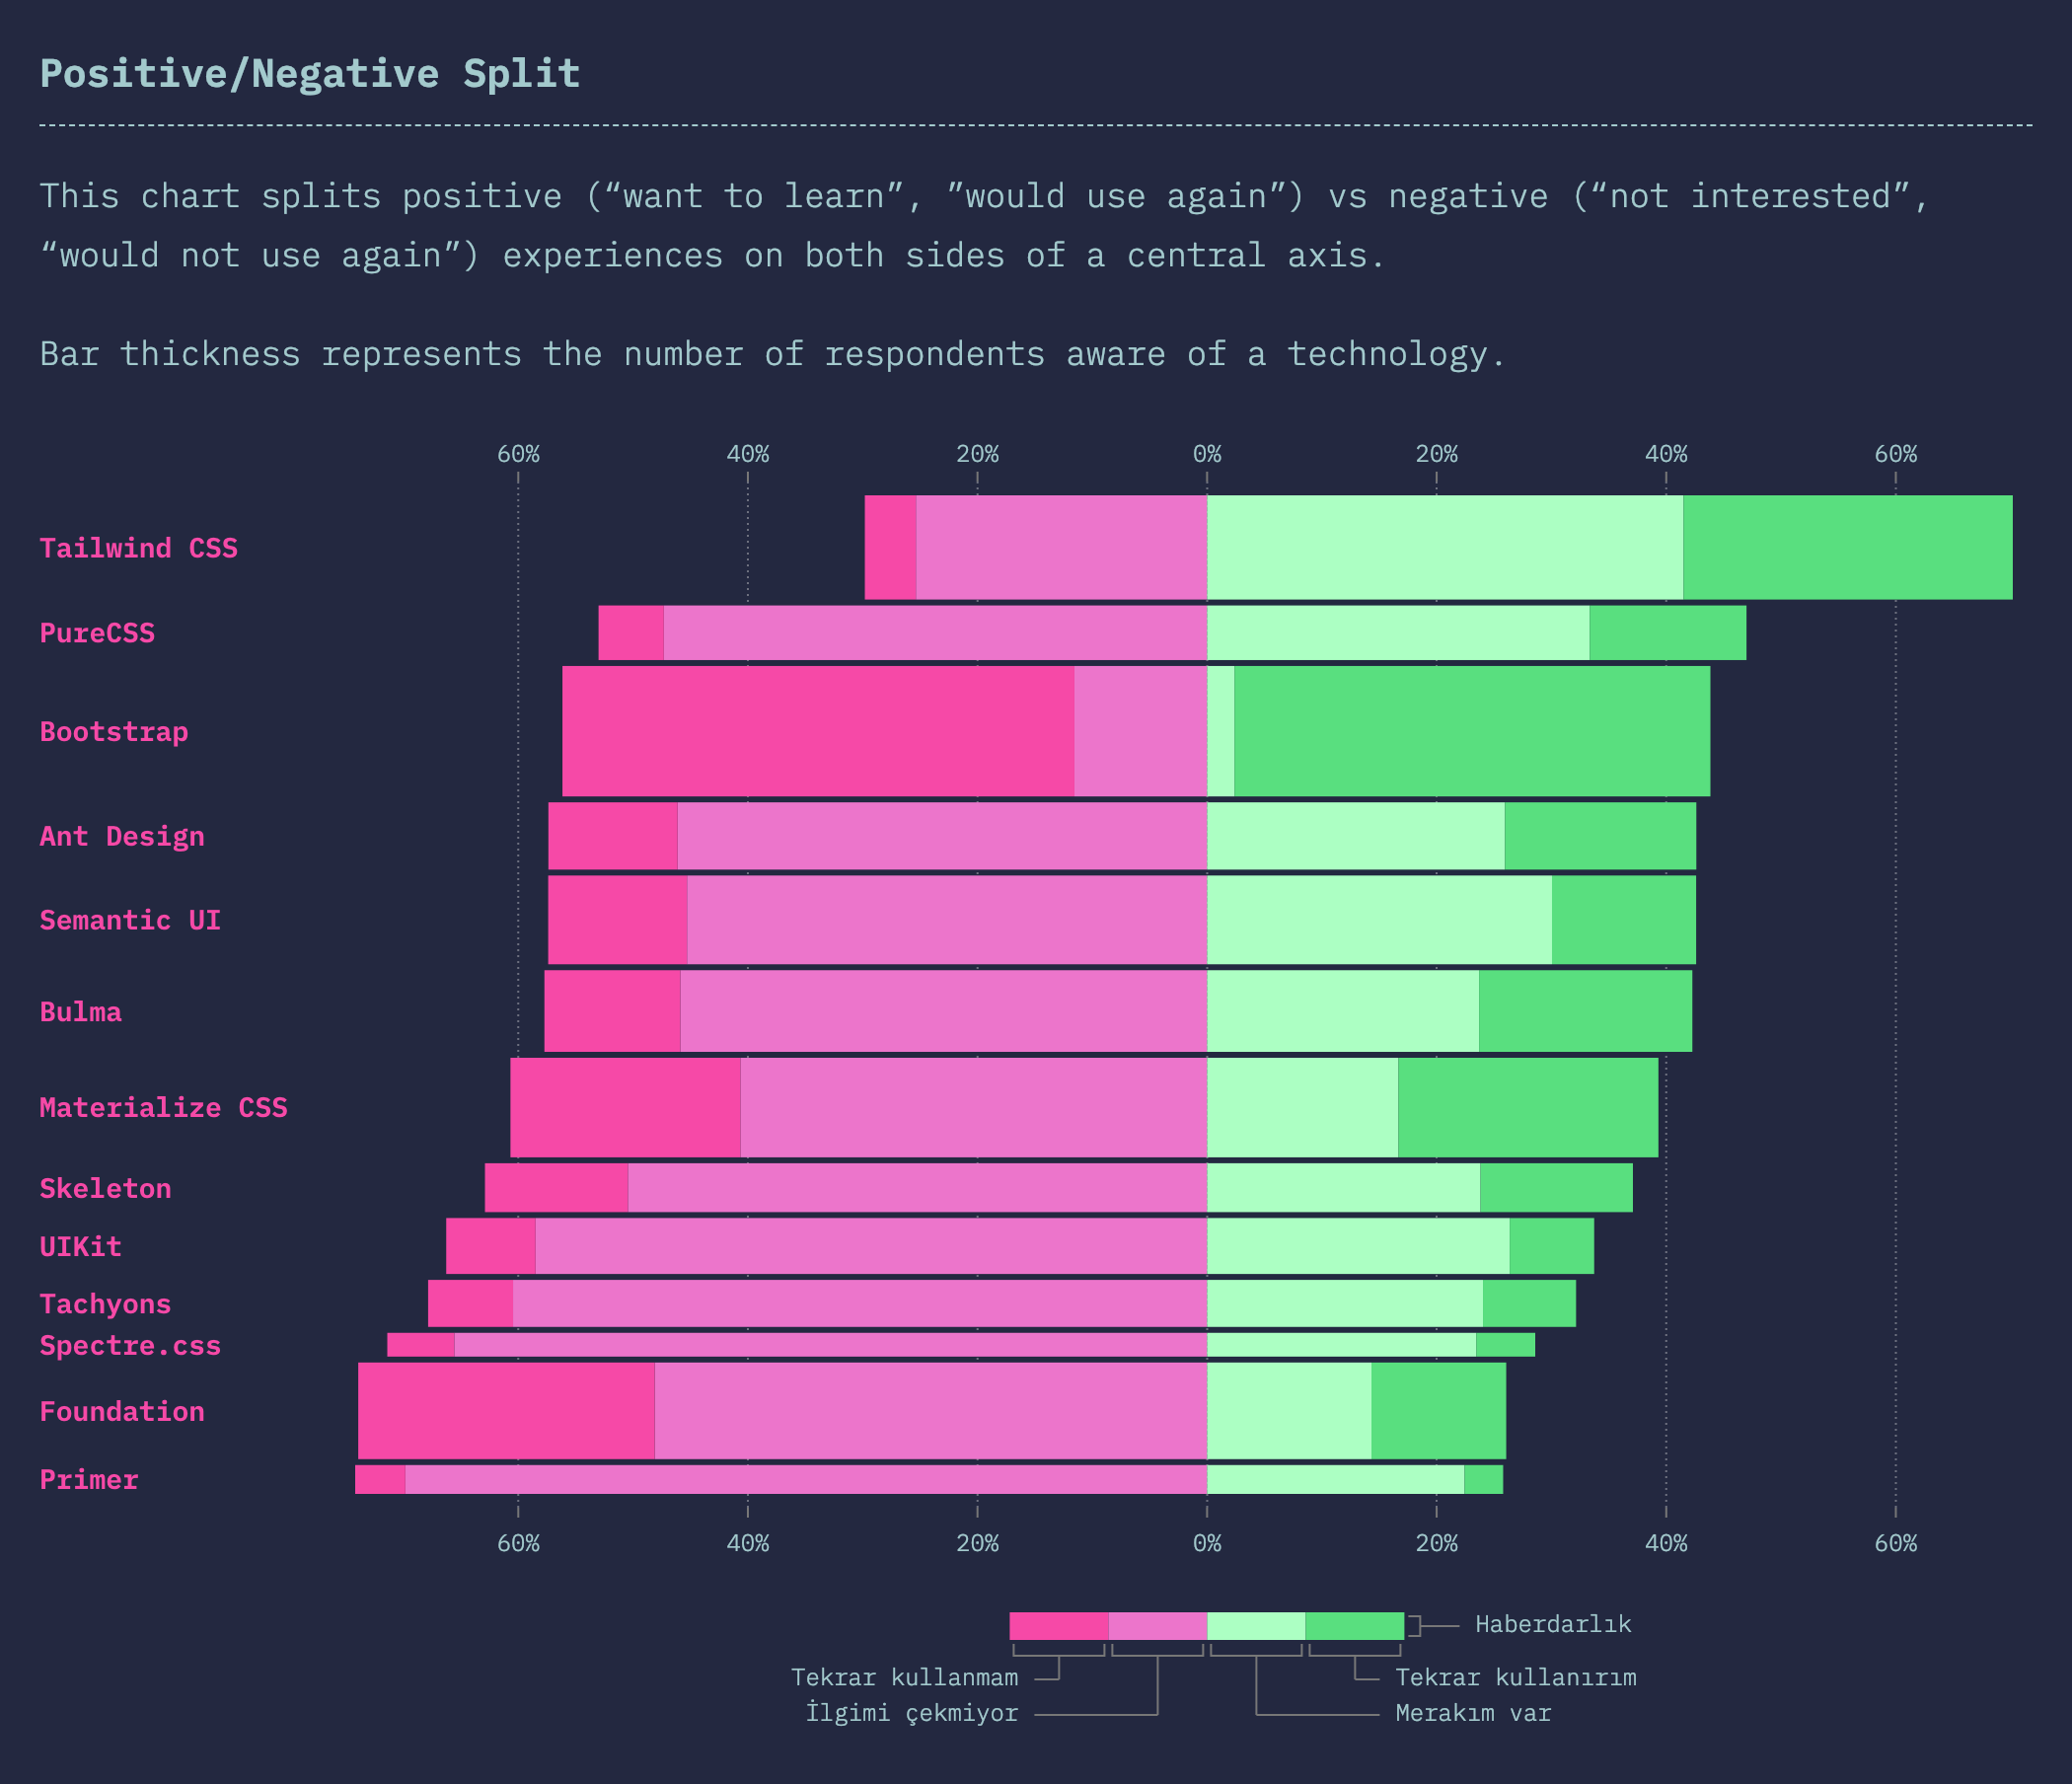 Positive/Negative Split
This chart splits positive (“want to learn”, ”would use again”) vs negative (“not interested”,
“would not use again”) experiences on both sides of a central axis.
Bar thickness represents the number of respondents aware of a technology.
60% 40% 20% 0% 20% 40% 60%
Tailwind CSS
PureCSS
Bootstrap
Ant Design
Semantic UI
Bulma
Materialize CSS
Skeleton
UIKit
Tachyons
Spectre.css
Foundation
Primer
60% 40% 20% 0% 20% 40% 60%
Haberdarlık
Tekrar kullanmam Tekrar kullanırım
İlgimi çekmiyor Merakım var